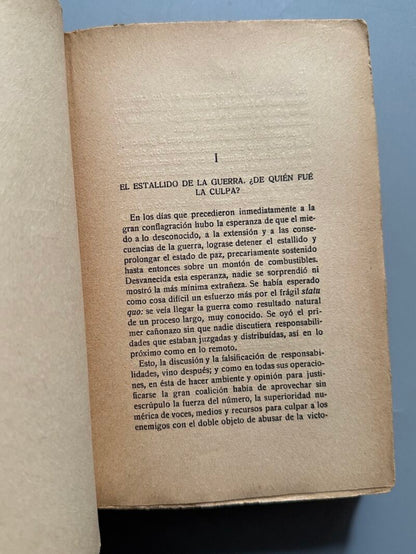 I
EL ESTALLIDO DE LA GUERRA. ¿DE QUIÉN FUÉ
LA CULPA?
En los días que precedieron inmediatamente a la
gran conflagración hubo la esperanza de que el mie-
do a lo desconocido, a la extensión y a las conse-
cuencias de la guerra, lograse detener el estallido y
prolongar el estado de paz, precariamente sostenido
hasta entonces sobre un montón de combustibles.
Desvanecida esta esperanza, nadie se sorprendió ni
mostró la más mínima extrañeza. Se había esperado
como cosa difícil un esfuerzo más por el frágil statu
quo: se veía llegar la guerra como resultado natural
de un proceso largo, muy conocido. Se oyó el primer
cañonazo sin que nadie discutiera responsabili-
dades que estaban juzgadas y distribuídas, así en lo
próximo como en lo remoto.
Esto, la discusión y la falsificación de responsabi-
lidades, vino después; y como en todas sus operacio-
nes, en ésta de hacer ambiente y opinión para justi-
ficarse la gran coalición había de aprovechar sin
escrúpulo la fuerza del número, la superioridad nu-
mérica de voces, medios y recursos para culpar a los
enemigos con el doble objeto de abusar de la victo-